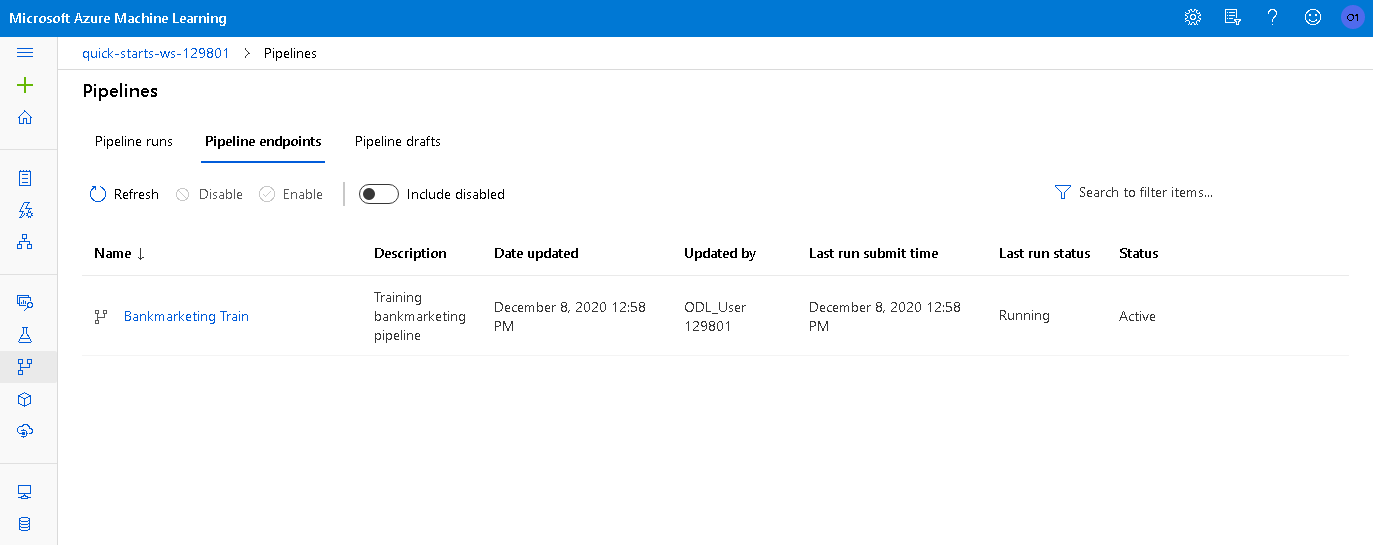 Microsoft Azure Machine Learning
O1
quick-starts-ws-129801 > Pipelines
Pipelines
Pipeline runs Pipeline endpoints Pipeline drafts
Refresh Disable Enable Include disabled Search to filter items...
Name ↓ Description Date updated Updated by Last run submit time Last run status Status
Bankmarketing Train
Training
bankmarketing
pipeline
December 8, 2020 12:58
PM
ODL_User
129801
December 8, 2020 12:58
PM
Running
Active